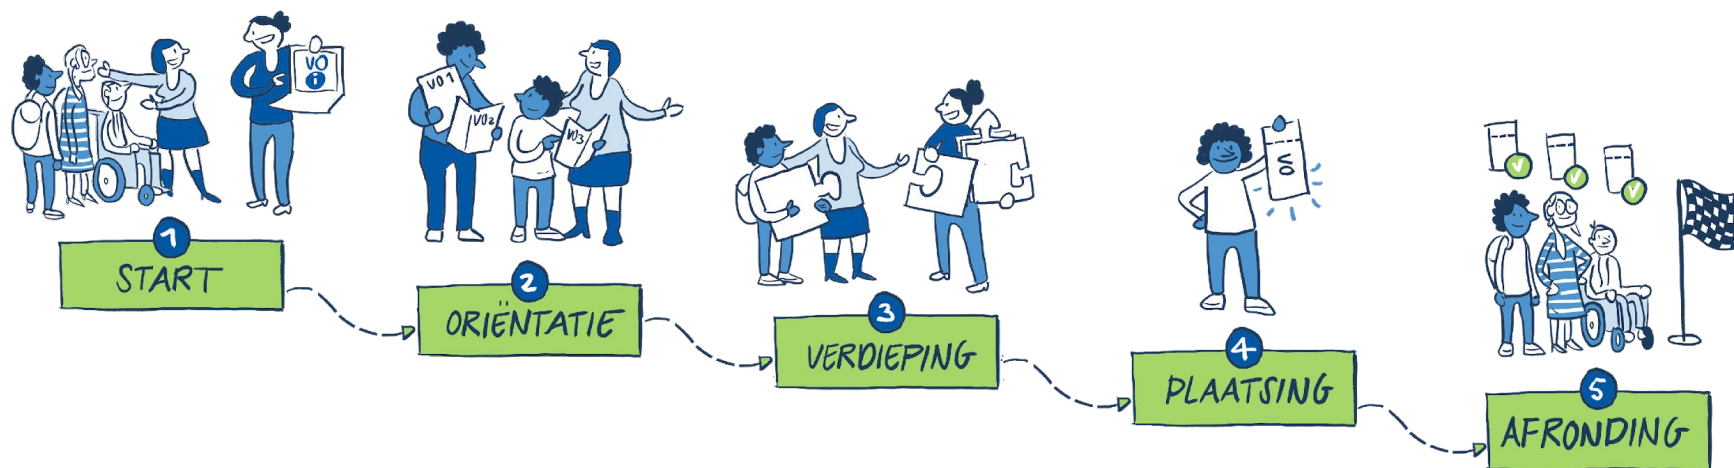 VO
i
1
START
VO1
VO2
VO3
2
ORIËNTATIE
3
VERDIEPING
VO
4
PLAATSING
5
AFRONDING